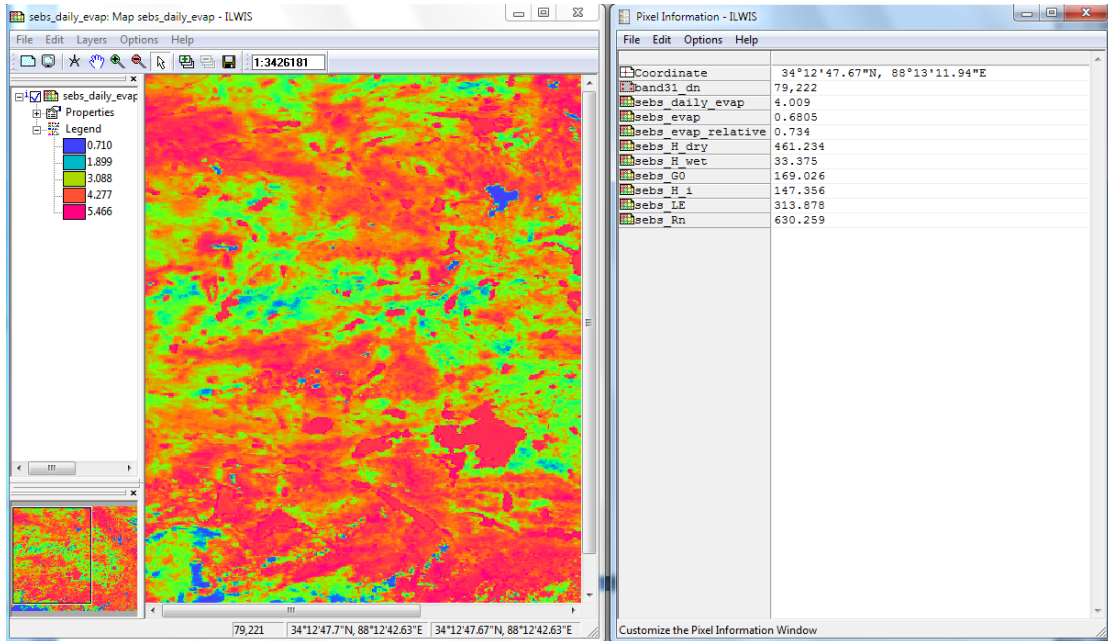 sebs_daily_evap: Map sebs_daily_evap - ILWIS
File Edit Layers Options Help
1:3426181
sebs_daily_evap
Properties
Legend
0.710
1.899
3.088
4.277
5.466
79,221 34°12'47.7"N, 88°12'42.63"E 34°12'47.67"N, 88°12'42.63"E
Pixel Information - ILWIS
File Edit Options Help
Coordinate 34°12'47.67"N, 88°13'11.94"E
band31_dn 79,222
sebs_daily_evap 4.009
sebs_evap 0.6805
sebs_evap_relative 0.734
sebs_H_dry 461.234
sebs_H_wet 33.375
sebs_G0 169.026
sebs_H_i 147.356
sebs_LE 313.878
sebs_Rn 630.259
Customize the Pixel Information Window